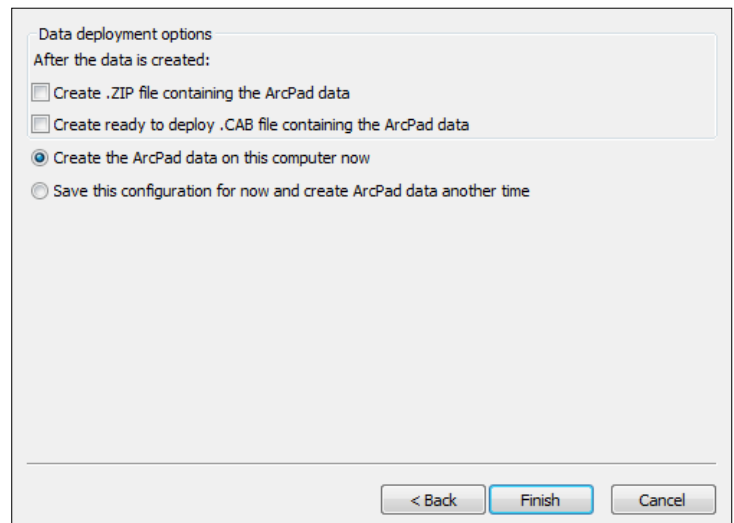 Data deployment options
After the data is created:
Create .ZIP file containing the ArcPad data
Create ready to deploy .CAB file containing the ArcPad data
Create the ArcPad data on this computer now
Save this configuration for now and create ArcPad data another time
< Back Finish Cancel